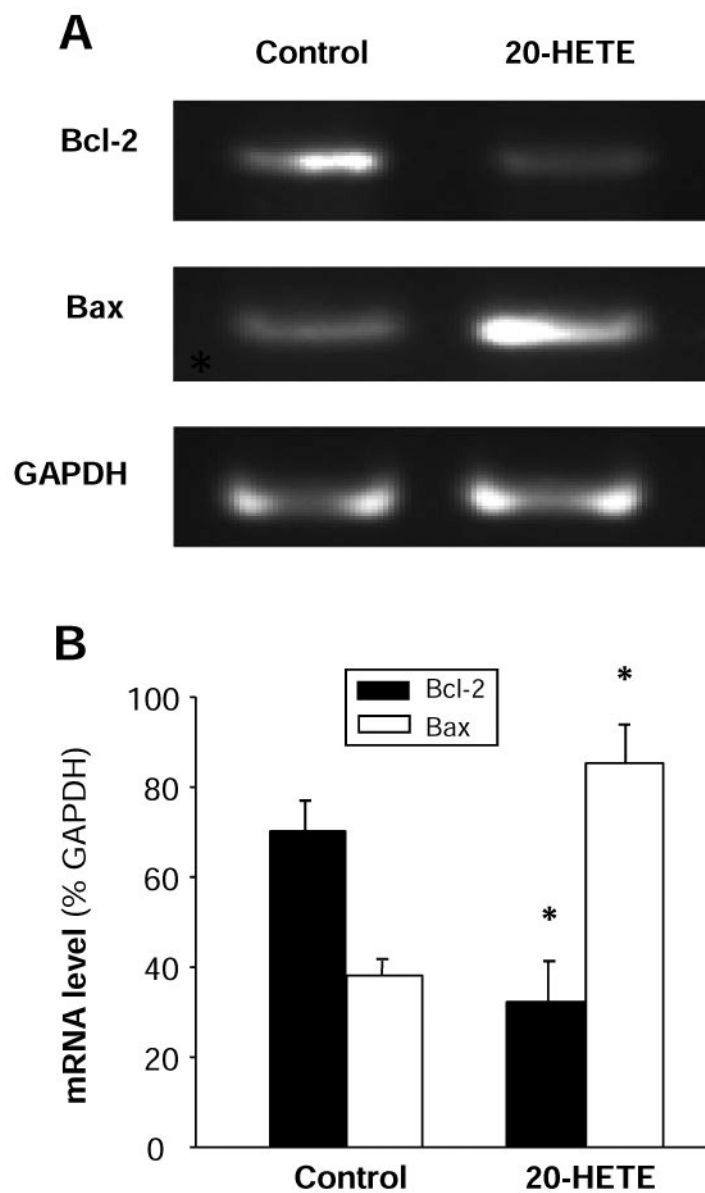 A
Control 20-HETE
Bcl-2
Bax
*
GAPDH
B
mRNA level (% GAPDH)
100
80
60
40
20
0
Bcl-2
Bax
*
*
Control 20-HETE